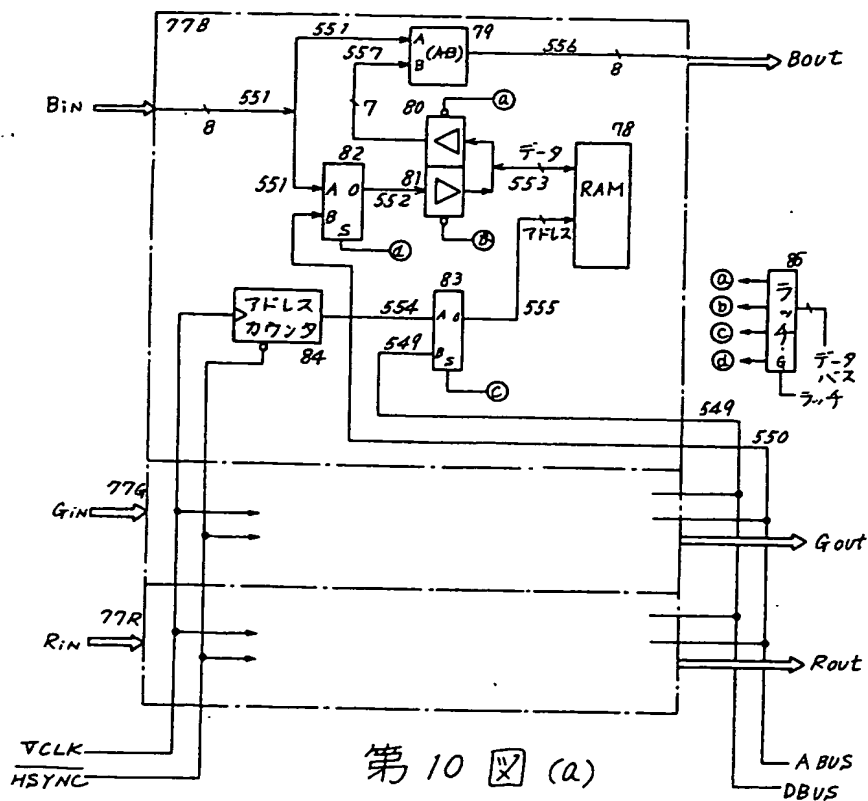 77B
551
79
A
B
(A-B)
557
556
8
Bout
BiN
8
551
7
80
ⓐ
82
78
551
A
B
O
S
552
81
データ
553
RAM
アドレス
ⓑ
ⓓ
アドレス
カウンタ
84
554
549
83
A
B
O
S
555
ⓒ
85
ⓐ
ⓑ
ⓒ
ⓓ
ラッチ
G
データ
バス
ラッチ
549
550
77G
GiN
Gout
77R
RiN
Rout
VCLK
HSYNC
第10図 (a)
ABUS
DBUS